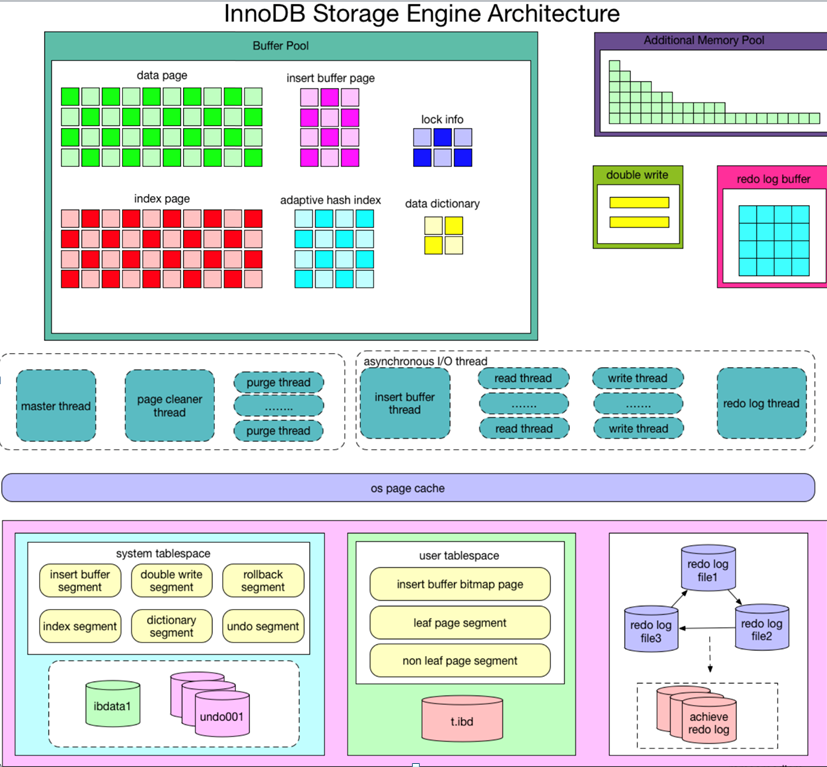 InnoDB Storage Engine Architecture
Buffer Pool
data page
insert buffer page
lock info
index page
adaptive hash index
data dictionary
Additional Memory Pool
double write
redo log buffer
master thread
page cleaner
thread
purge thread
........
purge thread
asynchronous I/O thread
insert buffer
thread
read thread
.......
read thread
write thread
.......
write thread
redo log thread
os page cache
system tablespace
insert buffer
segment
double write
segment
rollback
segment
index segment
dictionary
segment
undo segment
ibdata1
undo001
user tablespace
insert buffer bitmap page
leaf page segment
non leaf page segment
t.ibd
redo log
file1
redo log
file3
redo log
file2
achieve
redo log